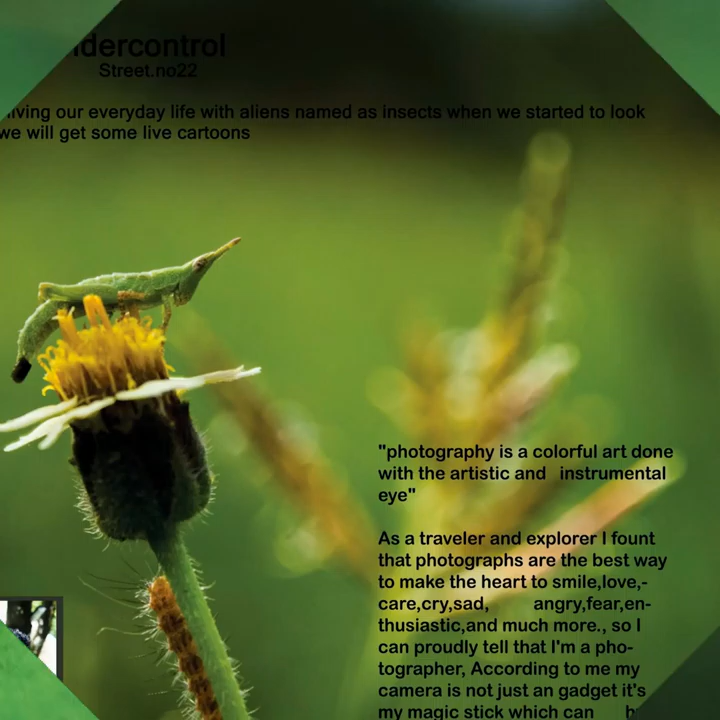 dercontrol
Street.no22
living our everyday life with aliens named as insects when we started to look
we will get some live cartoons
"photography is a colorful art done
with the artistic and instrumental
eye"
As a traveler and explorer I fount
that photographs are the best way
to make the heart to smile,love,-
care,cry,sad, angry,fear,en-
thusiastic,and much more., so I
can proudly tell that I'm a pho-
tographer, According to me my
camera is not just an gadget it's
my magic stick which can